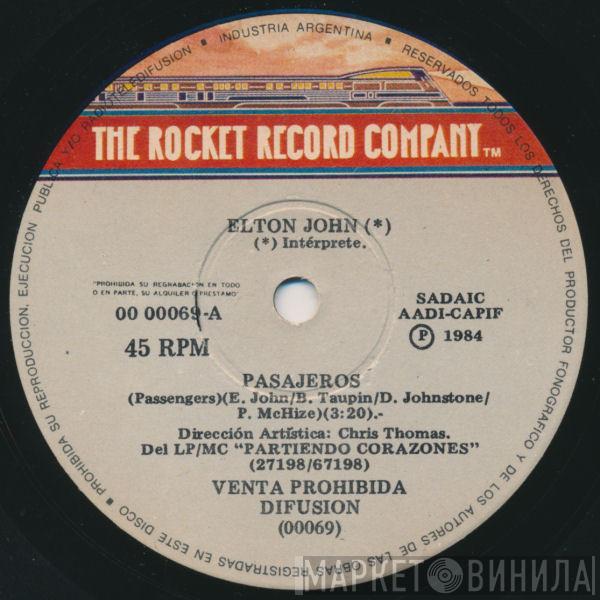 PROHIBIDA SU REPRODUCCION, EJECUCION PUBLICA Y/O RADIOTELEDIFUSION ■ INDUSTRIA ARGENTINA ■ RESERVADOS TODOS LOS DERECHOS DEL PRODUCTOR FONOGRAFICO Y DE LOS AUTORES DE LAS OBRAS REGISTRADAS EN ESTE DISCO ■
THE ROCKET RECORD COMPANY™
ELTON JOHN (*)
(*) Intérprete.
"PROHIBIDA SU REGRABACION EN TODO
O EN PARTE, SU ALQUILER O PRESTAMO"
00 00069-A
45 RPM
SADAIC
AADI-CAPIF
Ⓟ 1984
PASAJEROS
(Passengers)(E. John/B. Taupin/D. Johnstone/
P. McHize)(3:20).-
Dirección Artística: Chris Thomas.
Del LP/MC "PARTIENDO CORAZONES"
(27198/67198)
VENTA PROHIBIDA
DIFUSION
(00069)
МАРКЕТ ВИНИЛА